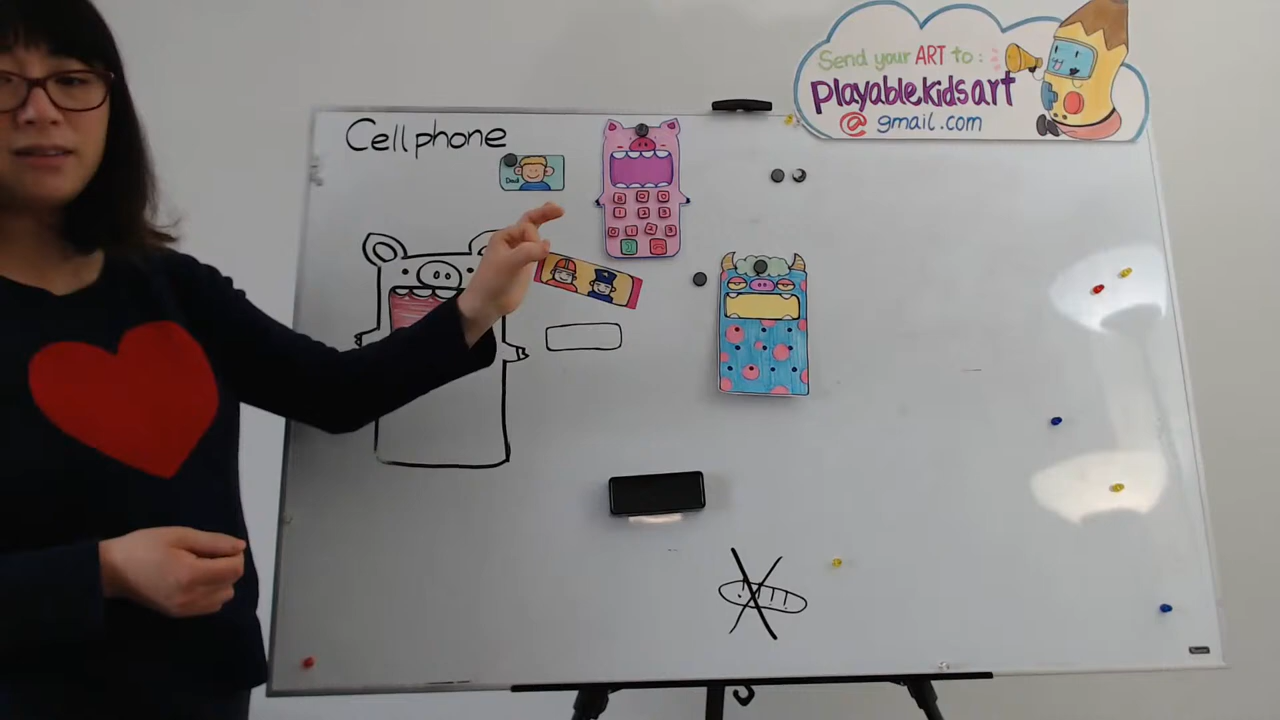 Send your ART to:
Playablekidsart
@ gmail.com
Cellphone
Dad